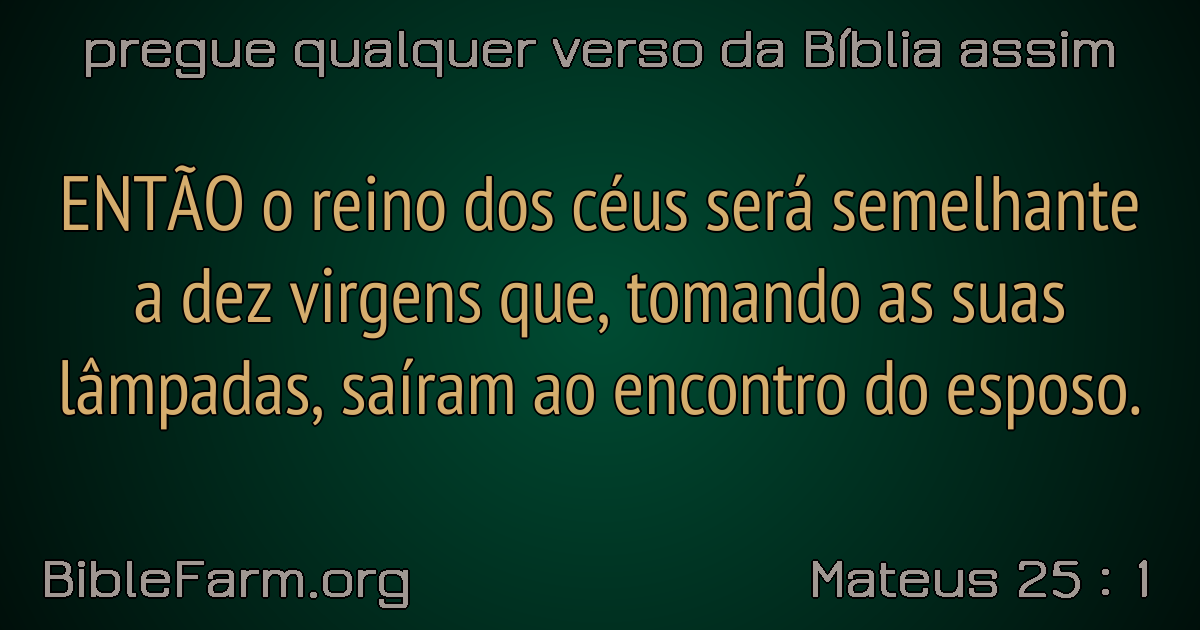 pregue qualquer verso da Bíblia assim
ENTÃO o reino dos céus será semelhante
a dez virgens que, tomando as suas
lâmpadas, saíram ao encontro do esposo.
BibleFarm.org
Mateus 25 : 1